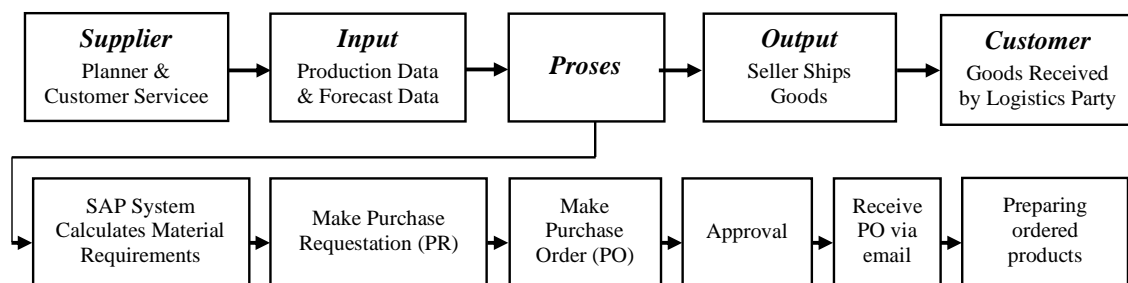 Supplier
Planner &
Customer Servicee
Input
Production Data
& Forecast Data
Proses
Output
Seller Ships
Goods
Customer
Goods Received
by Logistics Party
SAP System
Calculates Material
Requirements
Make Purchase
Requestation (PR)
Make
Purchase
Order (PO)
Approval
Receive
PO via
email
Preparing
ordered
products